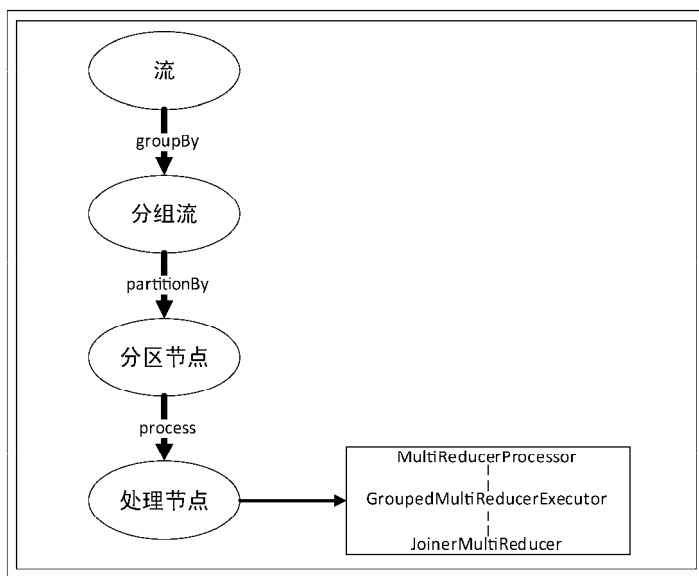 流
groupBy
分组流
partitionBy
分区节点
process
处理节点
MultiReducerProcessor
GroupedMultiReducerExecutor
JoinerMultiReducer